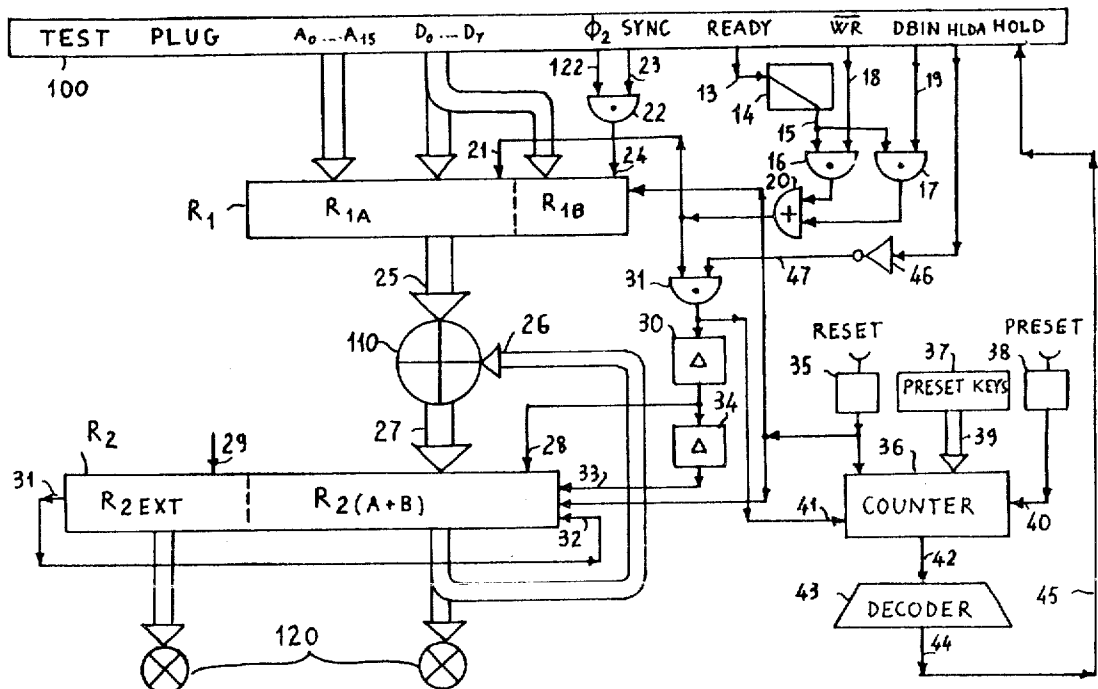 TEST PLUG A₀...A₁₅ D₀...D₇ ϕ₂ SYNC READY W̅R̅ DBIN HLDA HOLD
100 122 23 13 14 18 19
22 15
21 24 16 20 17
R₁ R₁A R₁B +
25 31 47 46
110 26 30 Δ RESET PRESET
35 37 38
PRESET KEYS
27 28 34 Δ 39
R₂ 29 36
31 R₂ EXT R₂(A+B) 33 32 41 COUNTER 40
42
43 DECODER 45
120 44